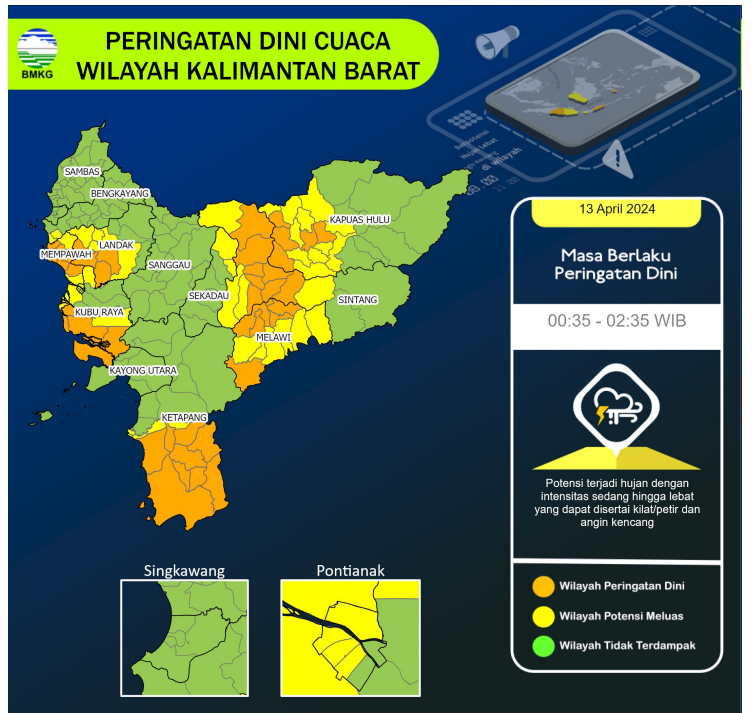 PERINGATAN DINI CUACA
WILAYAH KALIMANTAN BARAT
BMKG
di wilayah
13 April 2024
Masa Berlaku
Peringatan Dini
00:35 - 02:35 WIB
Potensi terjadi hujan dengan
intensitas sedang hingga lebat
yang dapat disertai kilat/petir dan
angin kencang
Wilayah Peringatan Dini
Wilayah Potensi Meluas
Wilayah Tidak Terdampak
SAMBAS
BENGKAYANG
KAPUAS HULU
LANDAK
MEMPAWAH
SANGGAU
SEKADAU
SINTANG
KUBU RAYA
MELAWI
KAYONG UTARA
KETAPANG
Singkawang
Pontianak